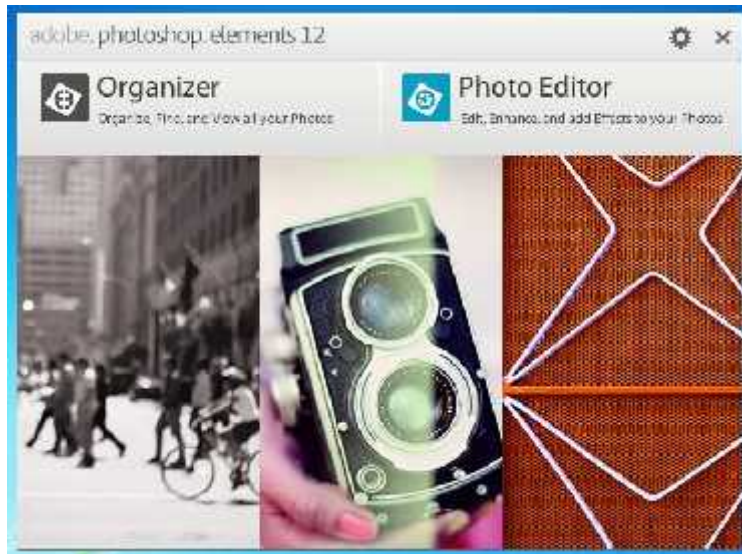 adobe. photoshop. elements 12
Organizer
Organize, Find, and View all your Photos
Photo Editor
Edit, Enhance, and add Effects to your Photos